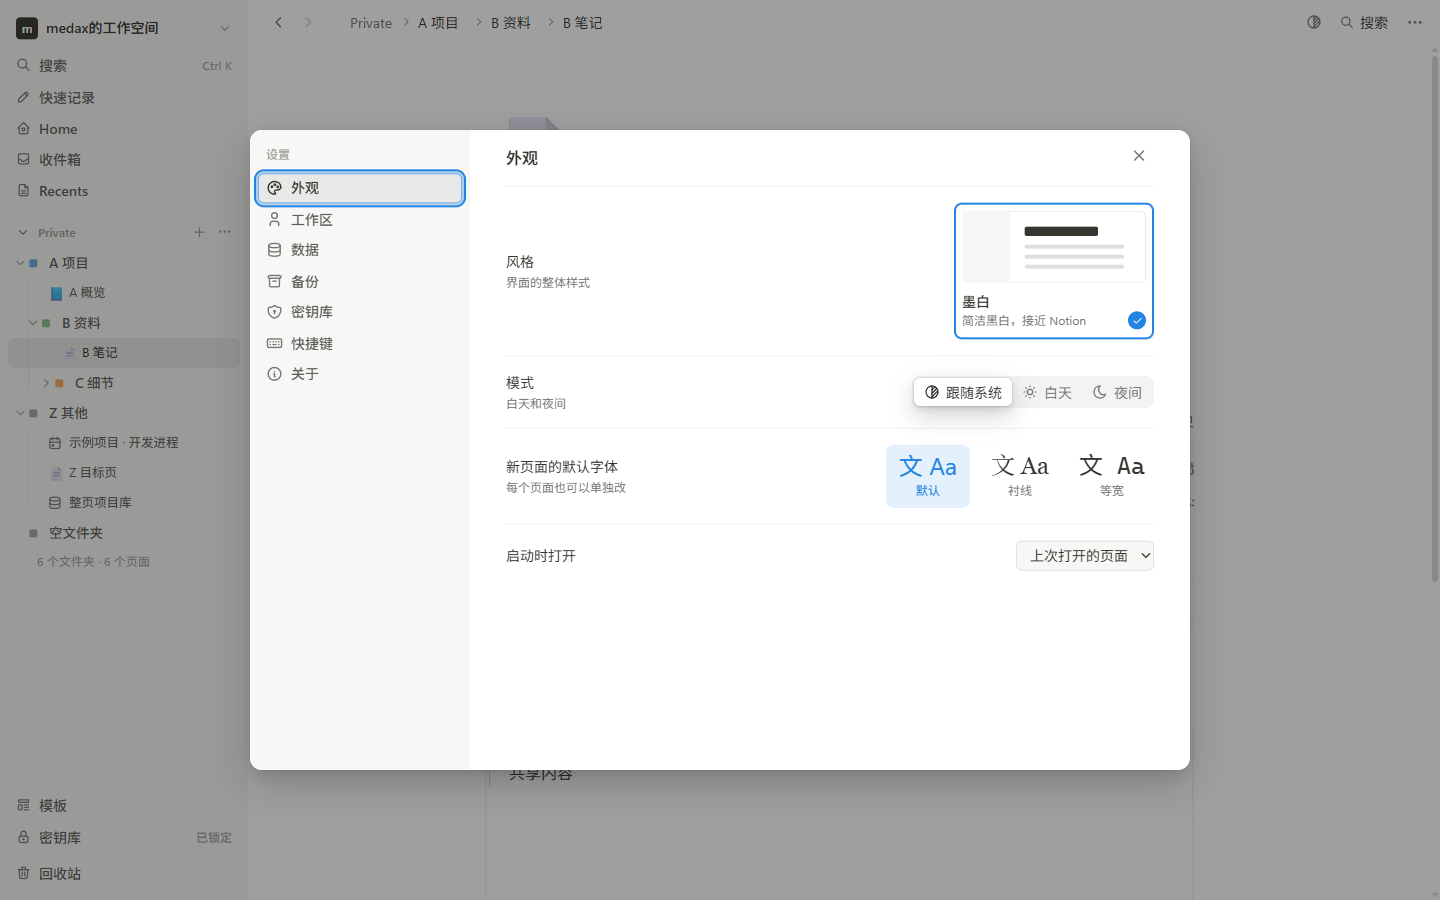 m medax的工作空间
搜索 Ctrl K
快速记录
Home
收件箱
Recents
Private
A 项目
A 概览
B 资料
B 笔记
C 细节
Z 其他
示例项目 · 开发进程
Z 目标页
整页项目库
空文件夹
6 个文件夹 · 6 个页面
模板
密钥库 已锁定
回收站
Private A 项目 B 资料 B 笔记
搜索
设置
外观
工作区
数据
备份
密钥库
快捷键
关于
外观
风格
界面的整体样式
墨白
简洁黑白，接近 Notion
模式
白天和夜间
跟随系统 白天 夜间
新页面的默认字体
每个页面也可以单独改
文 Aa 文 Aa 文 Aa
默认 衬线 等宽
启动时打开
上次打开的页面
共享内容